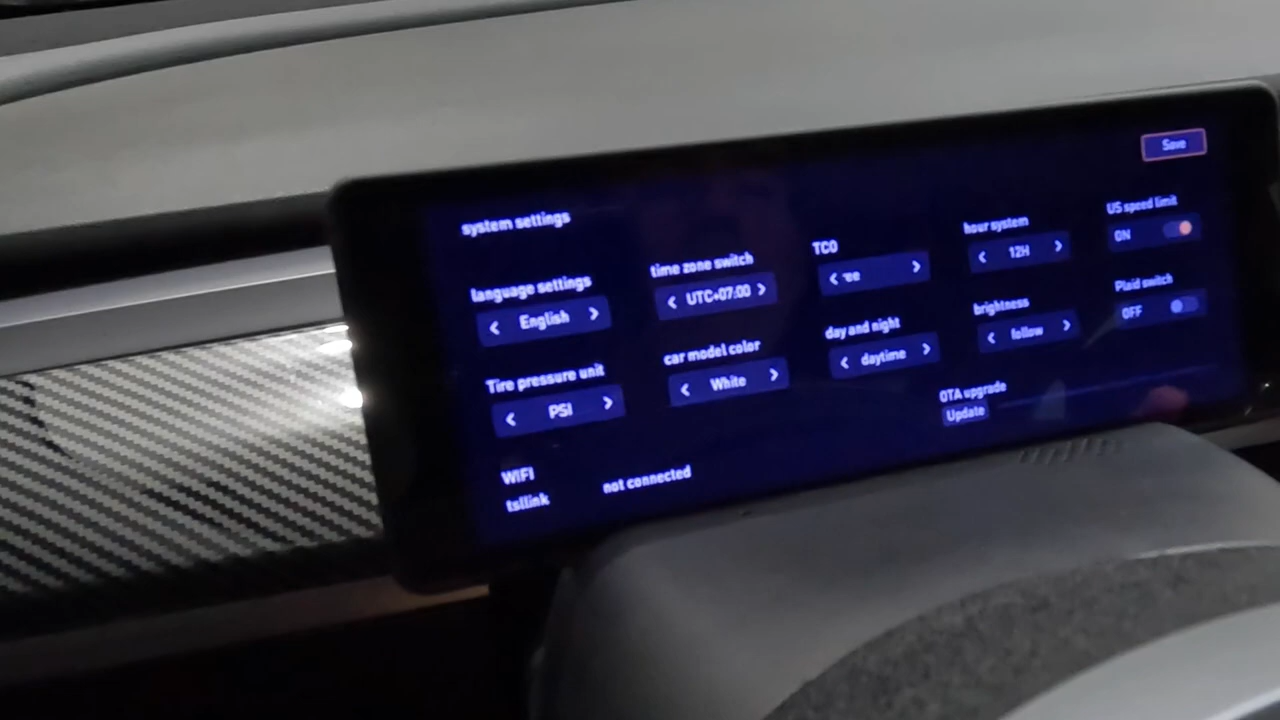 Save
system settings
language settings
English
time zone switch
UTC+07:00
TCO
hour system
12H
US speed limit
ON
Tire pressure unit
PSI
car model color
White
day and night
daytime
brightness
follow
Plaid switch
OFF
OTA upgrade
Update
WIFI
tsllink
not connected